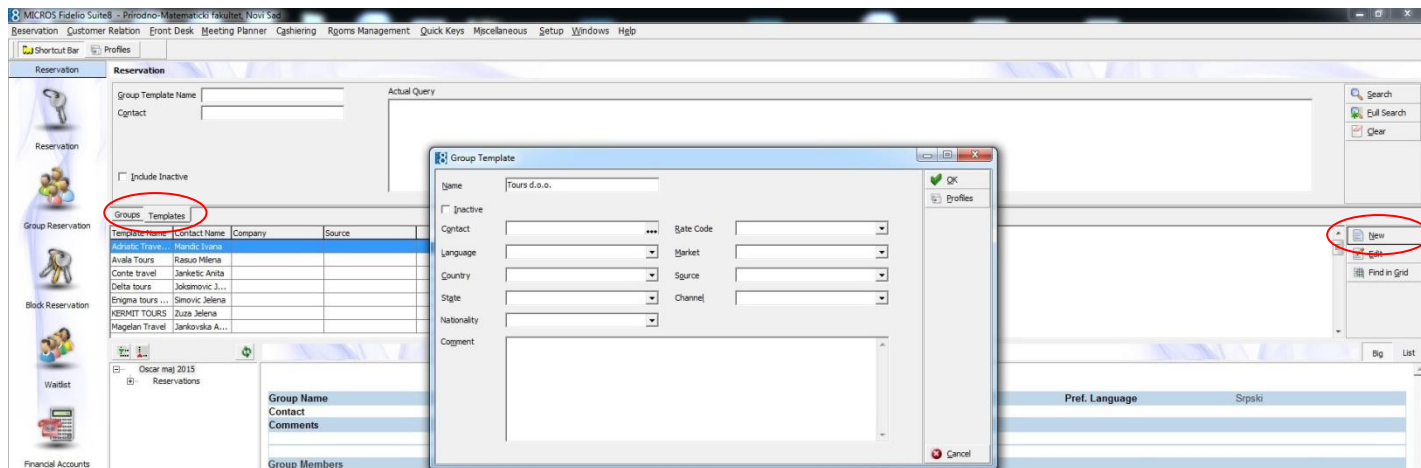 MICROS Fidelio Suite8 - Prirodno-Matematicki fakultet, Novi Sad
Reservation Customer Relation Front Desk Meeting Planner Cashiering Rooms Management Quick Keys Miscellaneous Setup Windows Help
Shortcut Bar Profiles
Reservation
Reservation
Group Reservation
Block Reservation
Waitlist
Financial Accounts
Reservation
Group Template Name
Contact
Include Inactive
Actual Query
Search
Full Search
Clear
Groups Templates
Template Name Contact Name Company Source
Adriatic Trave... Mandic Ivana
Avala Tours Rasuo Milena
Conte travel Janketic Anita
Delta tours Joksimovic J...
Enigma tours ... Simovic Jelena
KERMIT TOURS Zuza Jelena
Magelan Travel Jankovska A...
New
Edit
Find in Grid
Big List
Oscar maj 2015
Reservations
Group Name
Contact
Comments
Group Members
Pref. Language Srpski
Group Template
Name Tours d.o.o.
Inactive
Contact Rate Code
Language Market
Country Source
State Channel
Nationality
Comment
OK
Profiles
Cancel